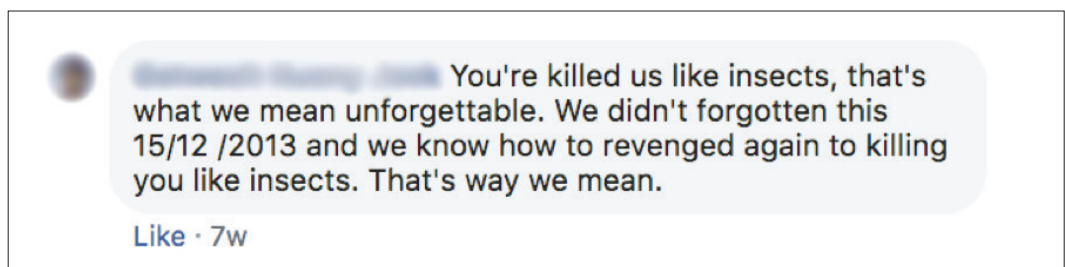 You're killed us like insects, that's
what we mean unforgettable. We didn't forgotten this
15/12 /2013 and we know how to revenged again to killing
you like insects. That's way we mean.
Like · 7w